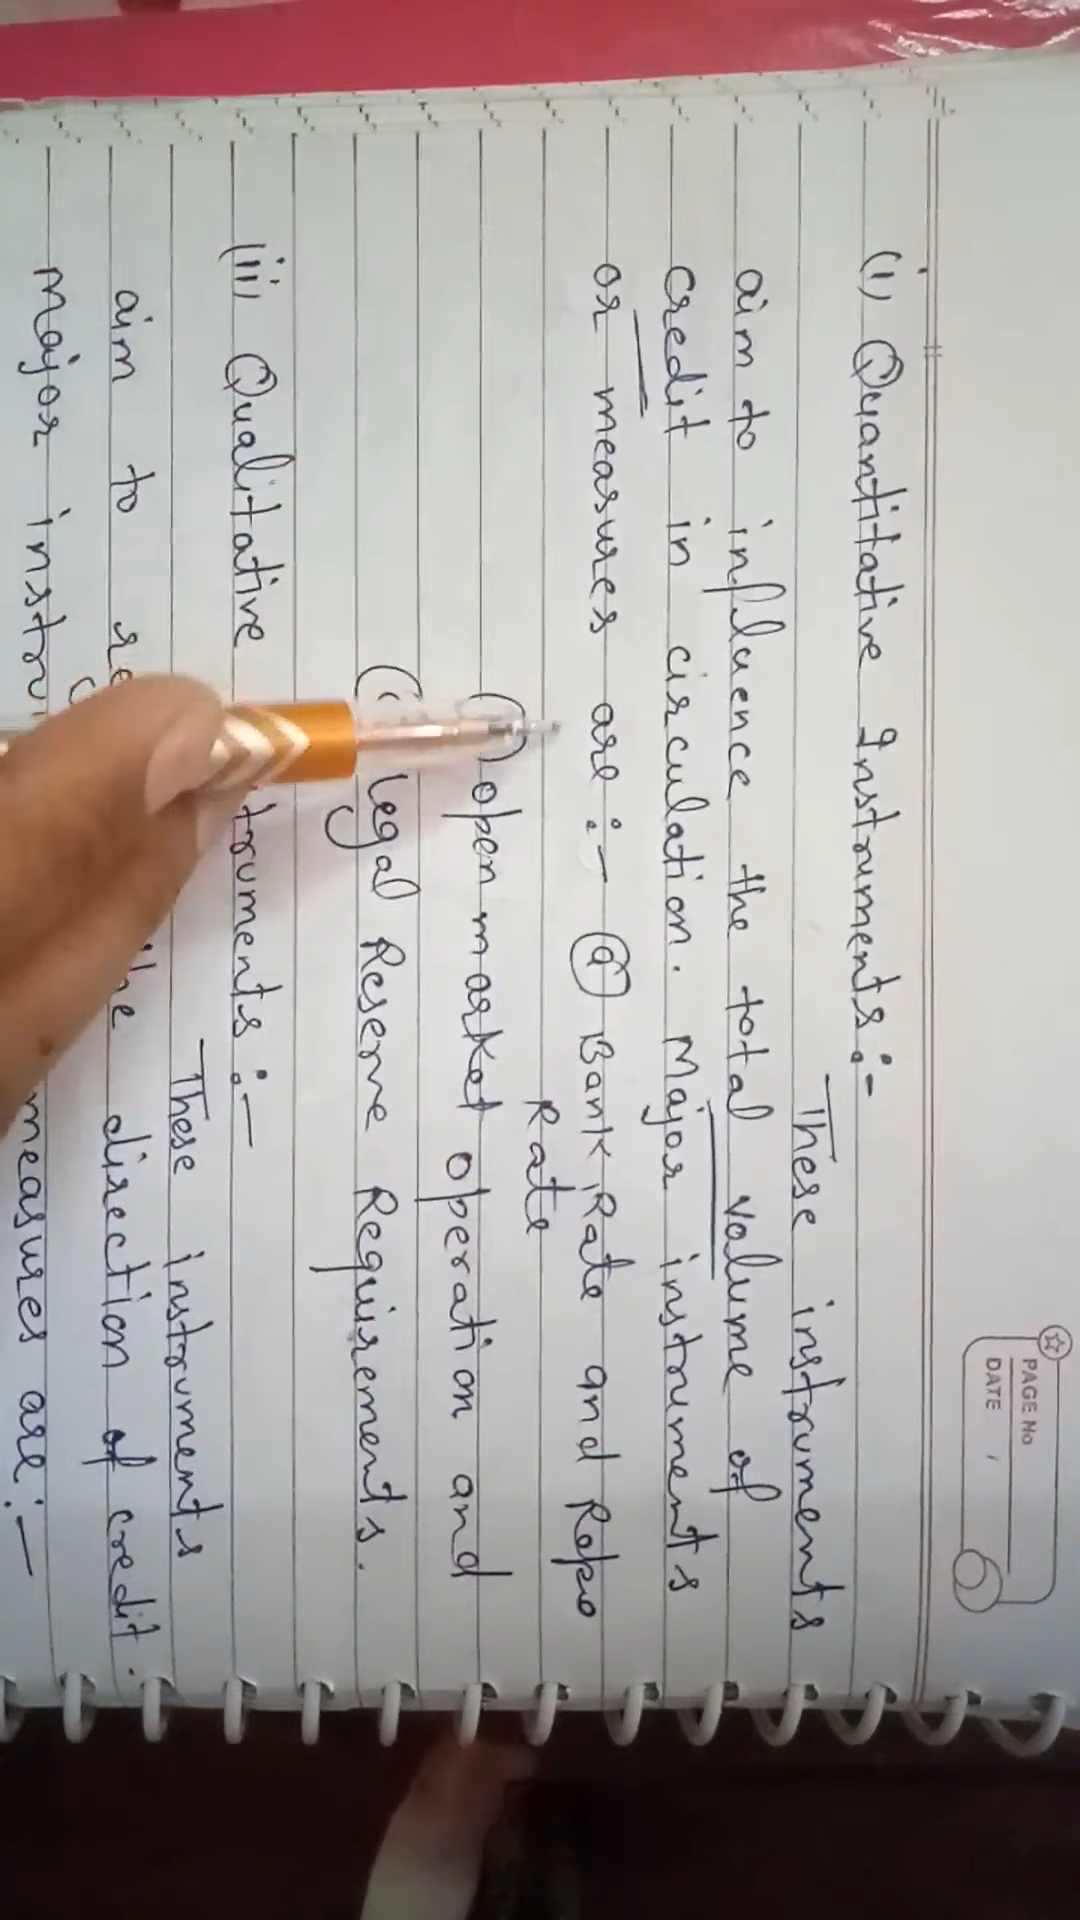 PAGE No
DATE
(i) Quantitative Instruments :-
These instruments
aim to influence the total volume of
credit in circulation. Major instruments
or measures are :- (a) Bank Rate and Repo
Rate
open market operation and
legal Reserve Requirements.
(ii) Qualitative truments :-
These instruments
aim to re the direction of credit.
major instru measures are :-